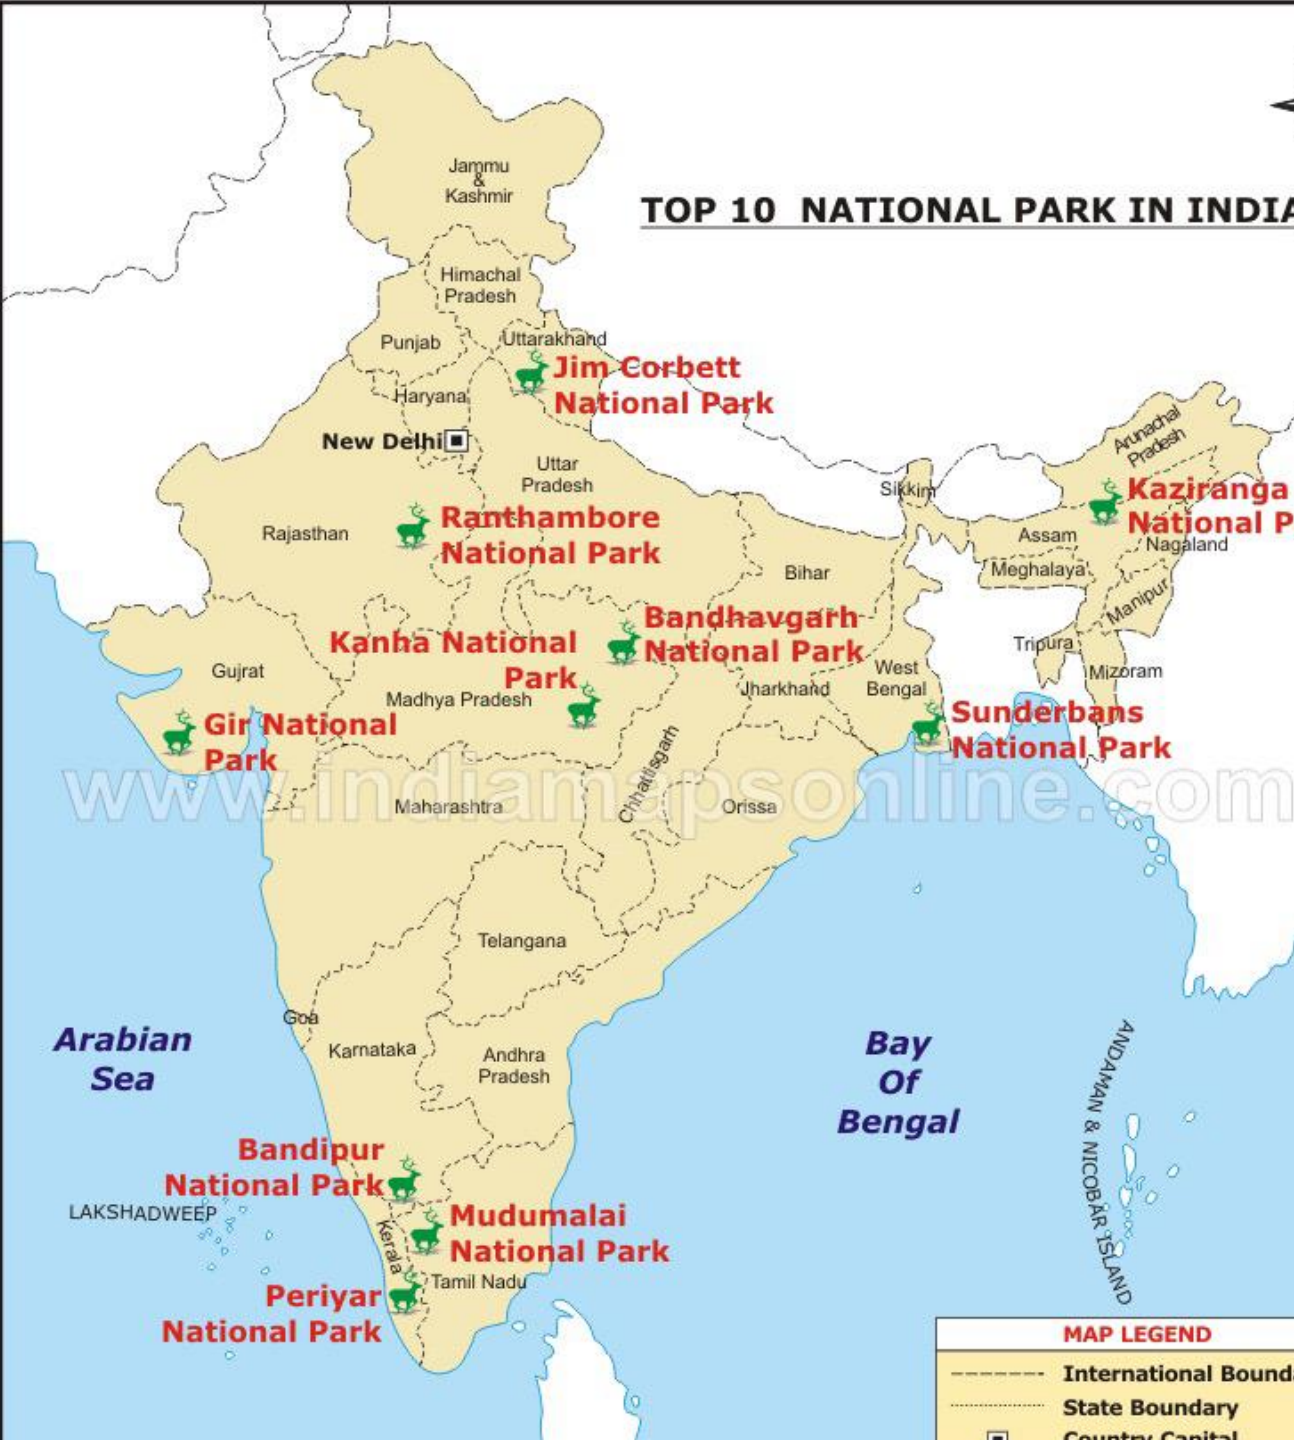 TOP 10 NATIONAL PARK IN INDIA
Jammu
&
Kashmir
Himachal
Pradesh
Punjab
Uttarakhand
Jim Corbett
National Park
Haryana
New Delhi
Uttar
Pradesh
Arunachal
Pradesh
Sikkim
Kaziranga
National P
Rajasthan
Ranthambore
National Park
Assam
Nagaland
Meghalaya
Bihar
Manipur
Bandhavgarh
National Park
Kanha National
Park
Tripura
Mizoram
Gujrat
West
Bengal
Madhya Pradesh
Jharkhand
Gir National
Park
Sunderbans
National Park
Chhattisgarh
www.indiamapsonline.com
Maharashtra
Orissa
Telangana
Goa
Karnataka
Andhra
Pradesh
Arabian
Sea
Bay
Of
Bengal
ANDAMAN & NICOBAR ISLAND
Bandipur
National Park
LAKSHADWEEP
Mudumalai
National Park
Kerala
Tamil Nadu
Periyar
National Park
MAP LEGEND
International Bounda
State Boundary
Country Capital